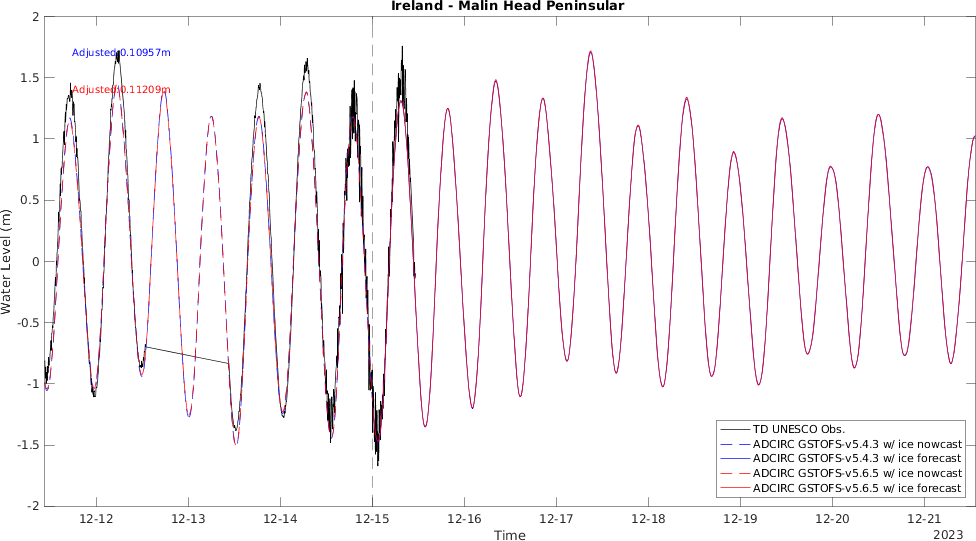 Ireland - Malin Head Peninsular
Adjusted:0.10957m
Adjusted:0.11209m
Water Level (m)
2
1.5
1
0.5
0
-0.5
-1
-1.5
-2
12-12
12-13
12-14
12-15
12-16
12-17
12-18
12-19
12-20
12-21
Time
2023
TD UNESCO Obs.
ADCIRC GSTOFS-v5.4.3 w/ ice nowcast
ADCIRC GSTOFS-v5.4.3 w/ ice forecast
ADCIRC GSTOFS-v5.6.5 w/ ice nowcast
ADCIRC GSTOFS-v5.6.5 w/ ice forecast